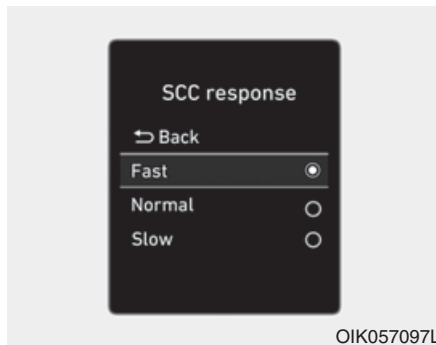 SCC response
Back
Fast
Normal
Slow
OIK057097L